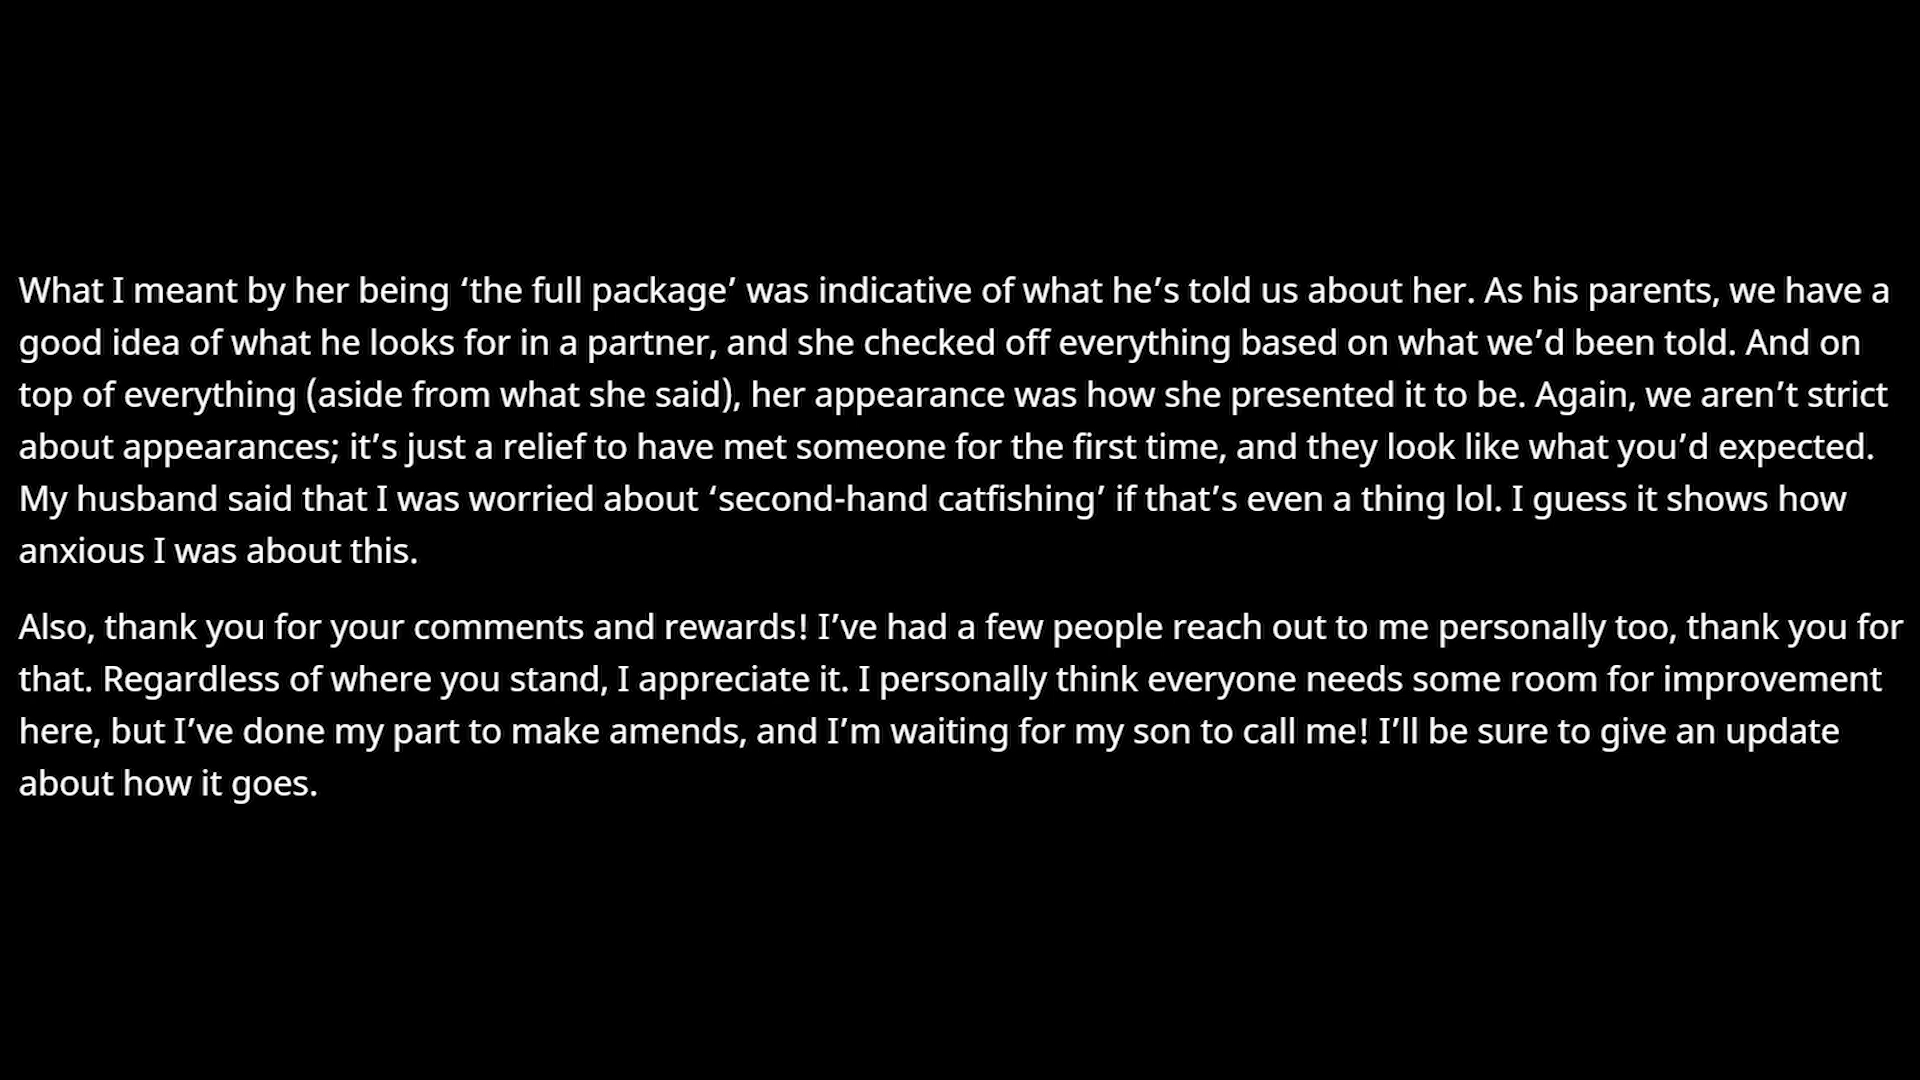 What I meant by her being ‘the full package’ was indicative of what he’s told us about her. As his parents, we have a
good idea of what he looks for in a partner, and she checked off everything based on what we’d been told. And on
top of everything (aside from what she said), her appearance was how she presented it to be. Again, we aren’t strict
about appearances; it’s just a relief to have met someone for the first time, and they look like what you’d expected.
My husband said that I was worried about ‘second-hand catfishing’ if that’s even a thing lol. I guess it shows how
anxious I was about this.
Also, thank you for your comments and rewards! I’ve had a few people reach out to me personally too, thank you for
that. Regardless of where you stand, I appreciate it. I personally think everyone needs some room for improvement
here, but I’ve done my part to make amends, and I’m waiting for my son to call me! I’ll be sure to give an update
about how it goes.